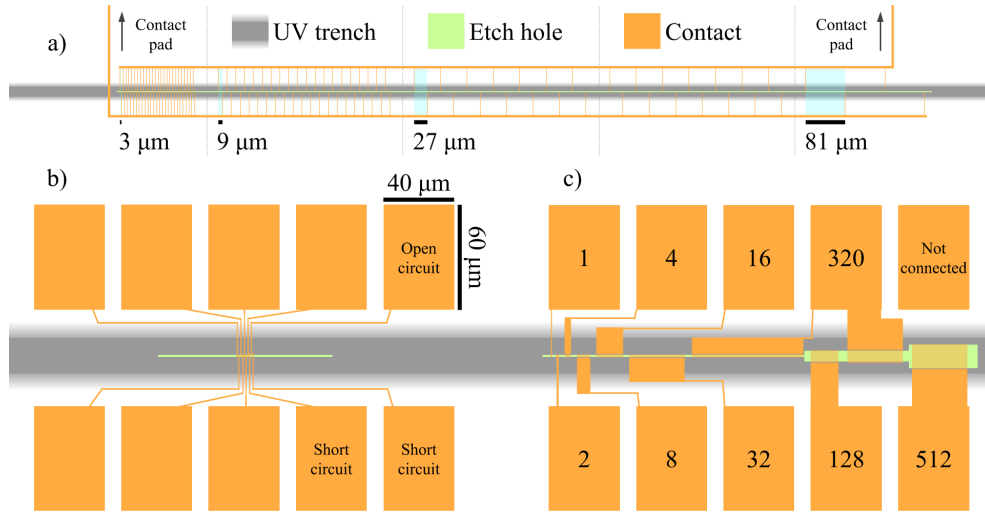 a)
Contact
pad
UV trench
Etch hole
Contact
Contact
pad
3 μm
9 μm
27 μm
81 μm
b)
40 μm
60 μm
Open
circuit
Short
circuit
Short
circuit
c)
1
4
16
320
Not
connected
2
8
32
128
512